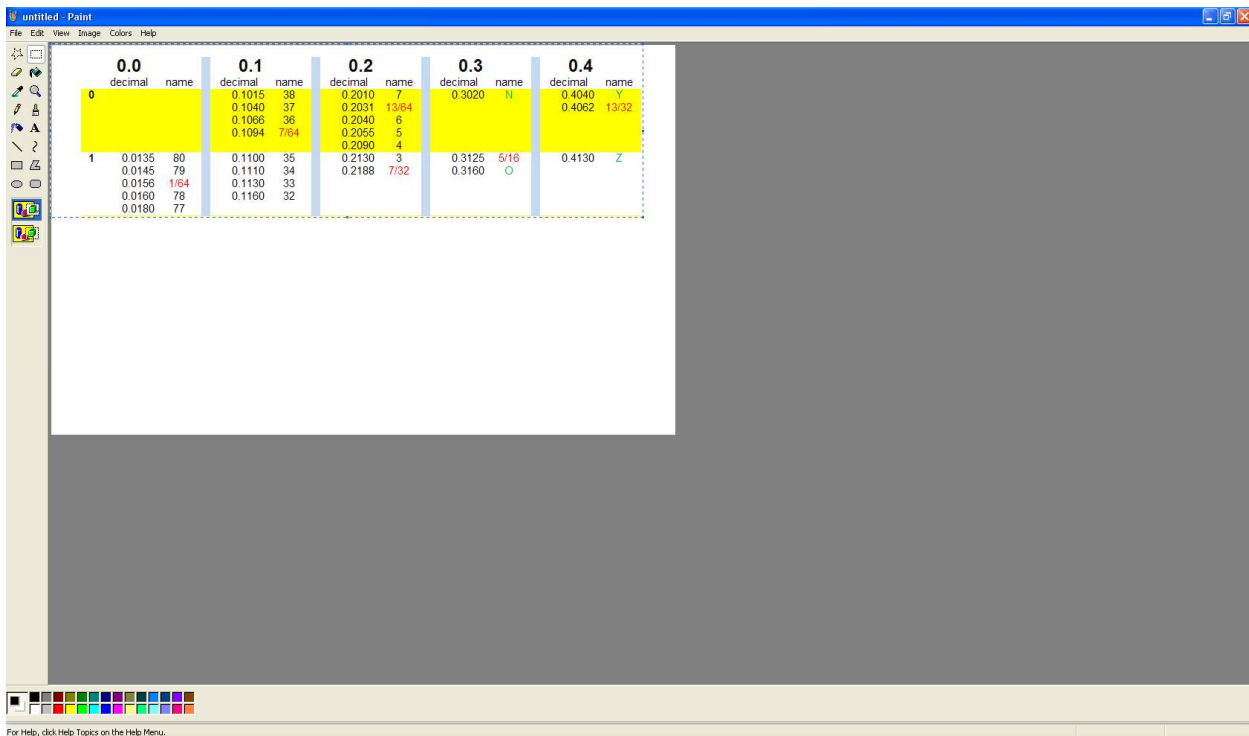 untitled - Paint
File Edit View Image Colors Help
0.0 0.1 0.2 0.3 0.4
decimal name decimal name decimal name decimal name decimal name
0 0.1015 38 0.2010 7 0.3020 N 0.4040 Y
0.1040 37 0.2031 13/64 0.4062 13/32
0.1066 36 0.2040 6
0.1094 7/64 0.2055 5
0.2090 4
1 0.0135 80 0.1100 35 0.2130 3 0.3125 5/16 0.4130 Z
0.0145 79 0.1110 34 0.2188 7/32 0.3160 O
0.0156 1/64 0.1130 33
0.0160 78 0.1160 32
0.0180 77
For Help, click Help Topics on the Help Menu.